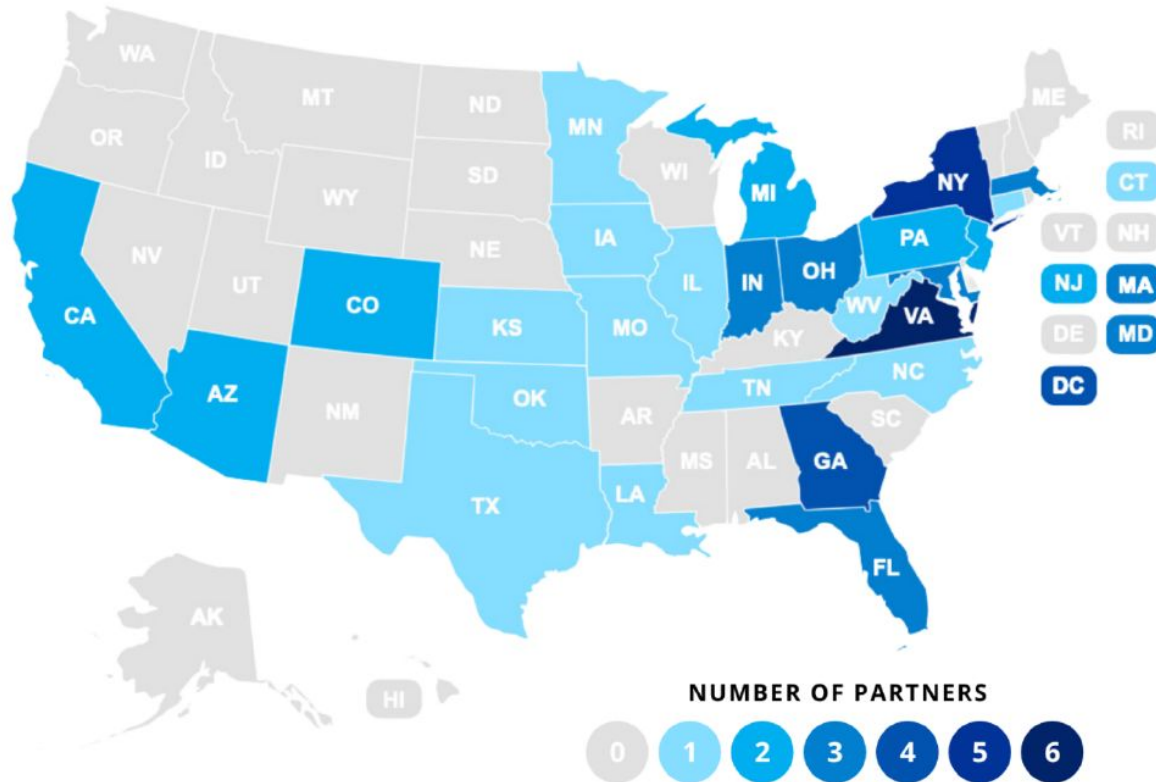 WA
MT
ND
MN
ME
OR
ID
SD
WI
MI
NY
RI
WY
CT
NV
UT
NE
IA
PA
VT
NH
CA
CO
IL
IN
OH
NJ
MA
KS
MO
WV
VA
KY
DE
MD
AZ
NM
OK
TN
NC
DC
AR
SC
MS
AL
GA
TX
LA
FL
AK
HI
NUMBER OF PARTNERS
0 1 2 3 4 5 6